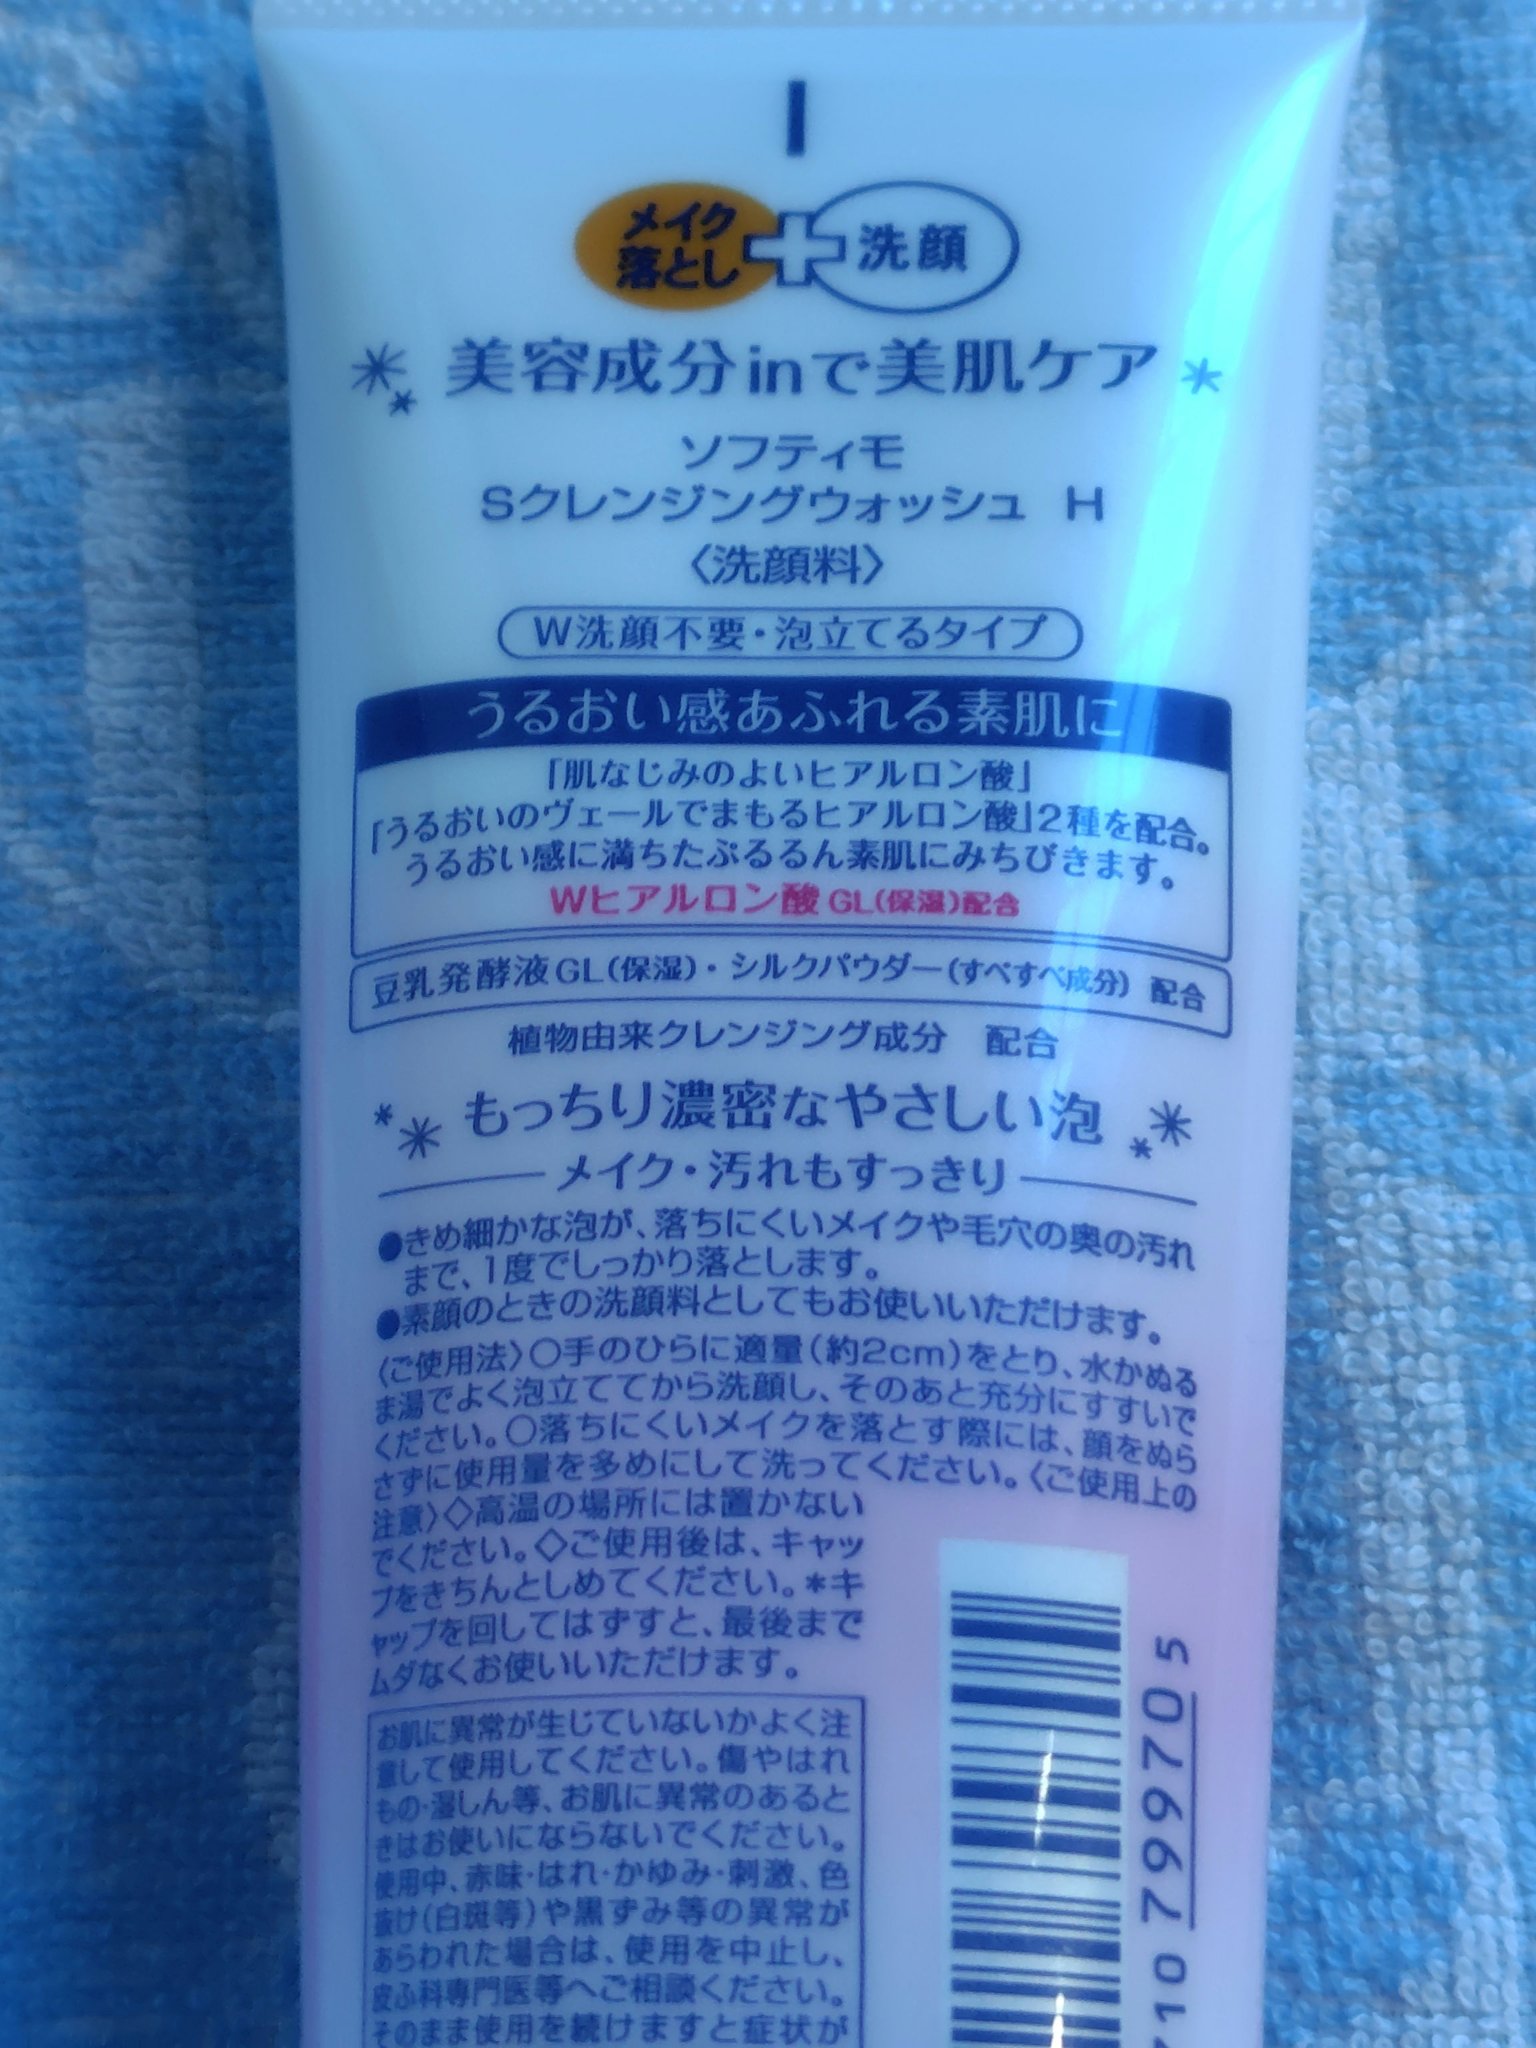 メイク
落とし
洗顔
美容成分inで美肌ケア
ソフティモ
Sクレンジングウォッシュ H
〈洗顔料〉
W洗顔不要・泡立てるタイプ
うるおい感あふれる素肌に
「肌なじみのよいヒアルロン酸」
「うるおいのヴェールでまもるヒアルロン酸」2種を配合。
うるおい感に満ちたぷるるん素肌にみちびきます。
Wヒアルロン酸 GL(保湿)配合
豆乳発酵液GL(保湿)・シルクパウダー(すべすべ成分) 配合
植物由来クレンジング成分 配合
もっちり濃密なやさしい泡
メイク・汚れもすっきり
●きめ細かな泡が、落ちにくいメイクや毛穴の奥の汚れ
まで、1度でしっかり落とします。
●素顔のときの洗顔料としてもお使いいただけます。
〈ご使用法〉○手のひらに適量(約2cm)をとり、水かぬる
ま湯でよく泡立ててから洗顔し、そのあと充分にすすいで
ください。○落ちにくいメイクを落とす際には、顔をぬら
さずに使用量を多めにして洗ってください。〈ご使用上の
注意〉◇高温の場所には置かない
でください。◇ご使用後は、キャッ
プをきちんとしめてください。*キ
ャップを回してはずすと、最後まで
ムダなくお使いいただけます。
お肌に異常が生じていないかよく注
意して使用してください。傷やはれ
もの・湿しん等、お肌に異常のあると
きはお使いにならないでください。
使用中、赤味・はれ・かゆみ・刺激、色
抜け(白斑等)や黒ずみ等の異常が
あらわれた場合は、使用を中止し、
皮ふ科専門医等へご相談ください。
そのまま使用を続けますと症状が
710 799705